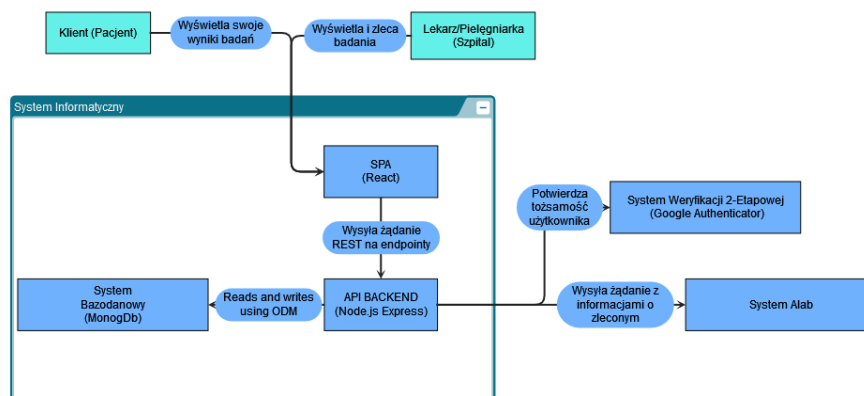 Klient (Pacjent)
Wyświetla swoje
wyniki badań
Wyświetla i zleca
badania
Lekarz/Pielęgniarka
(Szpital)
System Informatyczny
SPA
(React)
Potwierdza
tożsamość
użytkownika
System Weryfikacji 2-Etapowej
(Google Authenticator)
Wysyła żądanie
REST na endpointy
System
Bazodanowy
(MonogDb)
Reads and writes
using ODM
API BACKEND
(Node.js Express)
Wysyła żądanie z
informacjami o
zleconym
System Alab